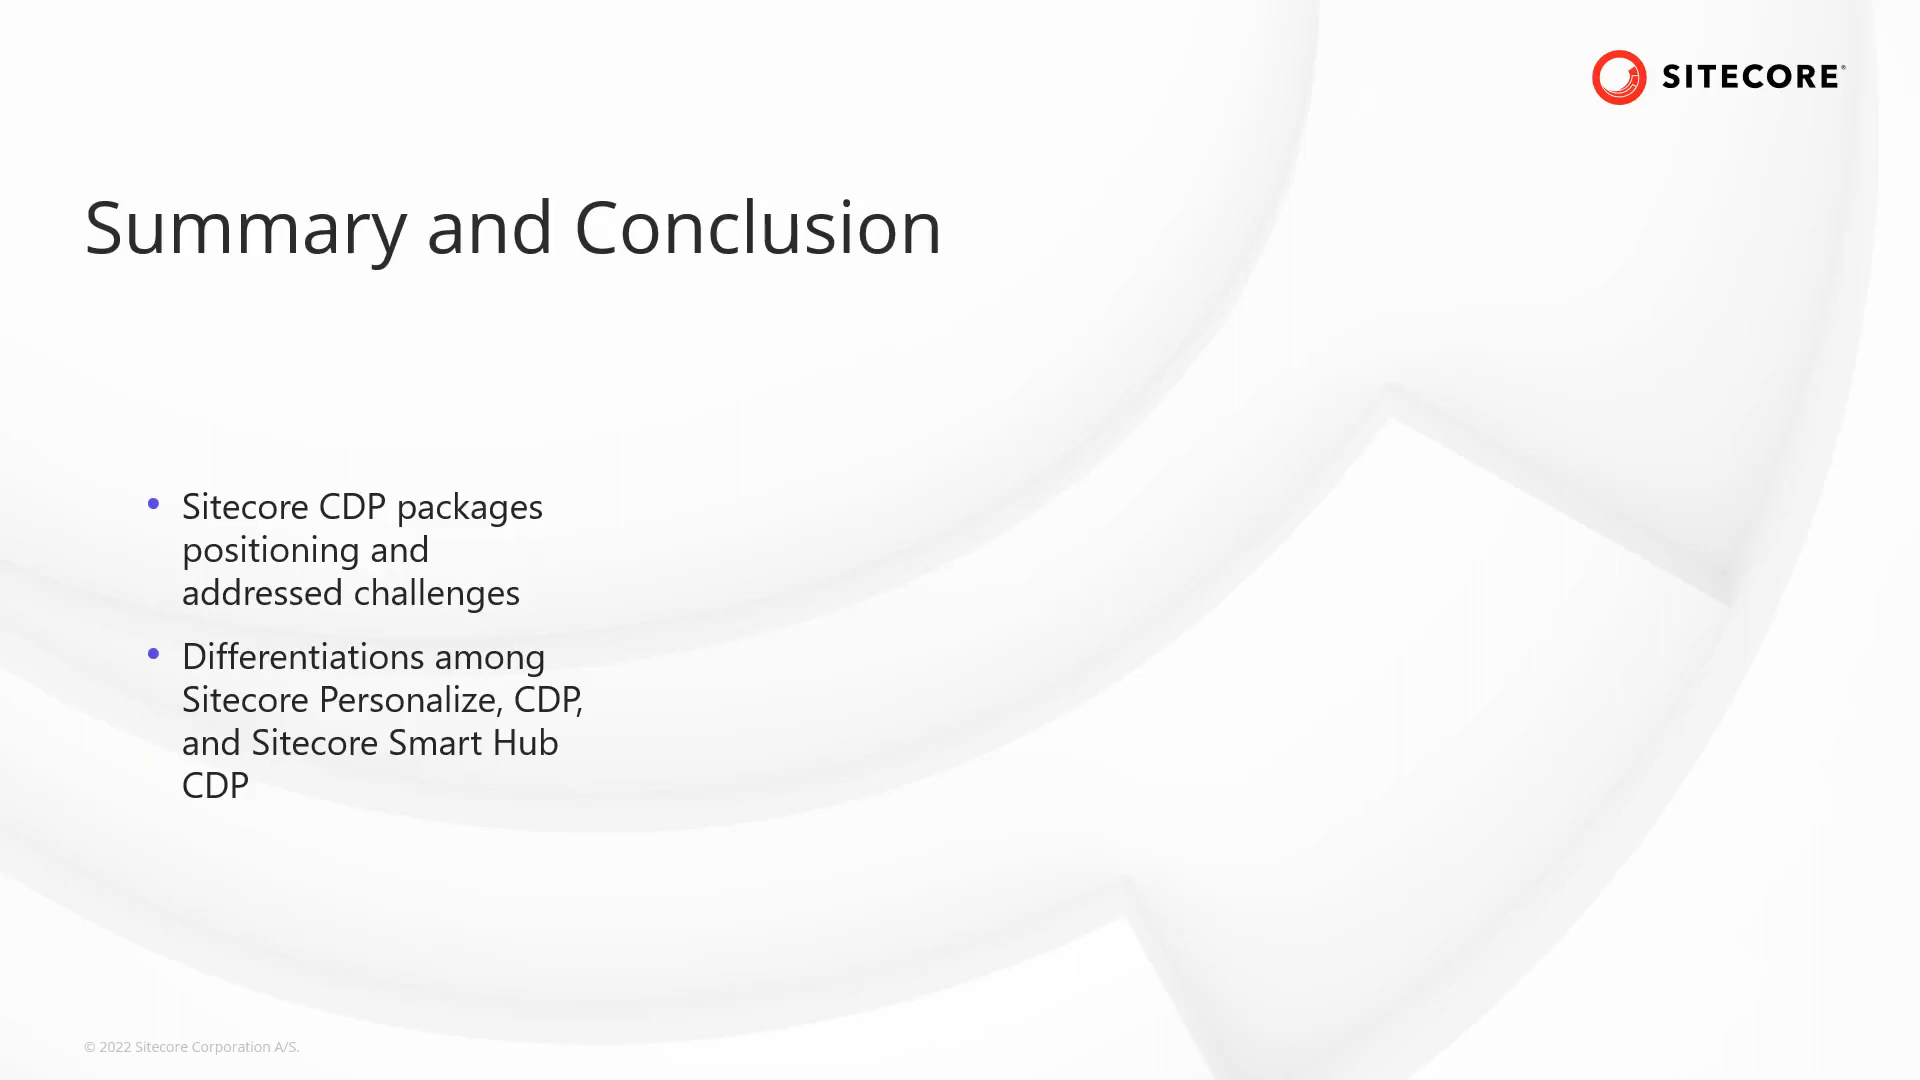 SITECORE®
Summary and Conclusion
• Sitecore CDP packages
positioning and
addressed challenges
• Differentiations among
Sitecore Personalize, CDP,
and Sitecore Smart Hub
CDP
© 2022 Sitecore Corporation A/S.